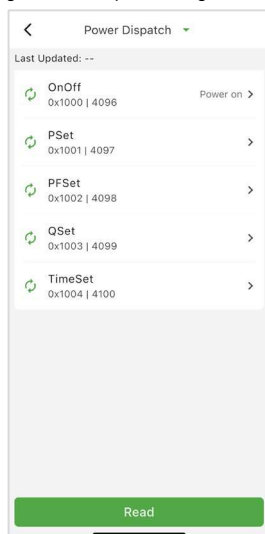 Power Dispatch
Last Updated: --
OnOff
0x1000 | 4096
Power on
PSet
0x1001 | 4097
PFSet
0x1002 | 4098
QSet
0x1003 | 4099
TimeSet
0x1004 | 4100
Read